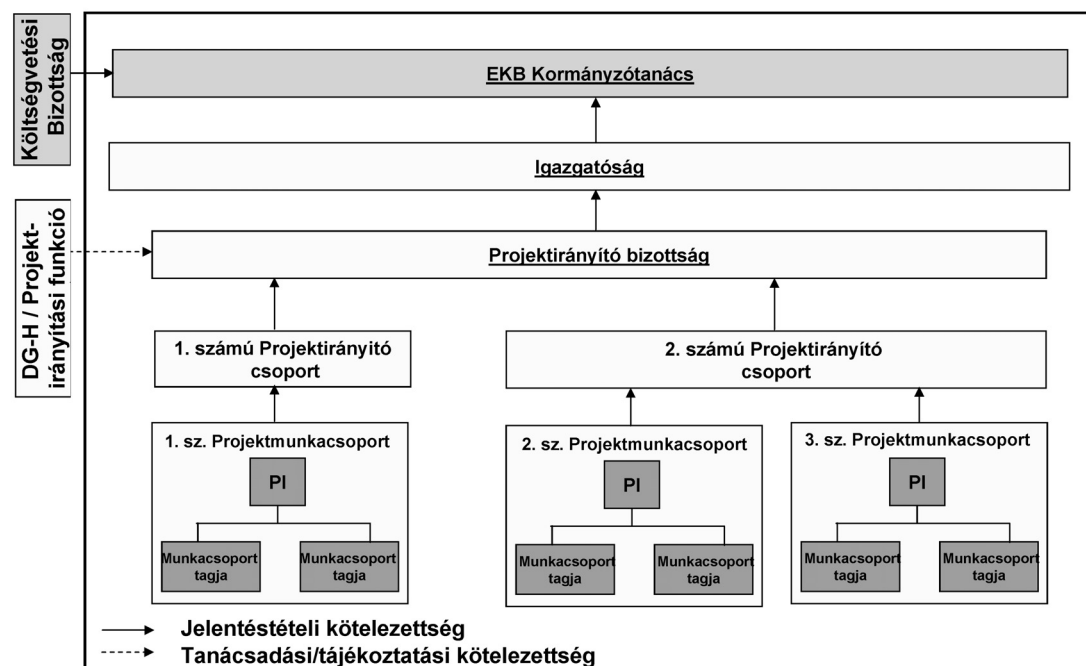 Költségvetési
Bizottság
EKB Kormányzótanács
Igazgatóság
DG-H / Projekt-
irányítási funkció
Projektirányító bizottság
1. számú Projektirányító
csoport
2. számú Projektirányító
csoport
1. sz. Projektmunkacsoport
PI
Munkacsoport
tagja
Munkacsoport
tagja
2. sz. Projektmunkacsoport
PI
Munkacsoport
tagja
Munkacsoport
tagja
3. sz. Projektmunkacsoport
PI
Munkacsoport
tagja
Munkacsoport
tagja
Jelentéstételi kötelezettség
Tanácsadási/tájékoztatási kötelezettség